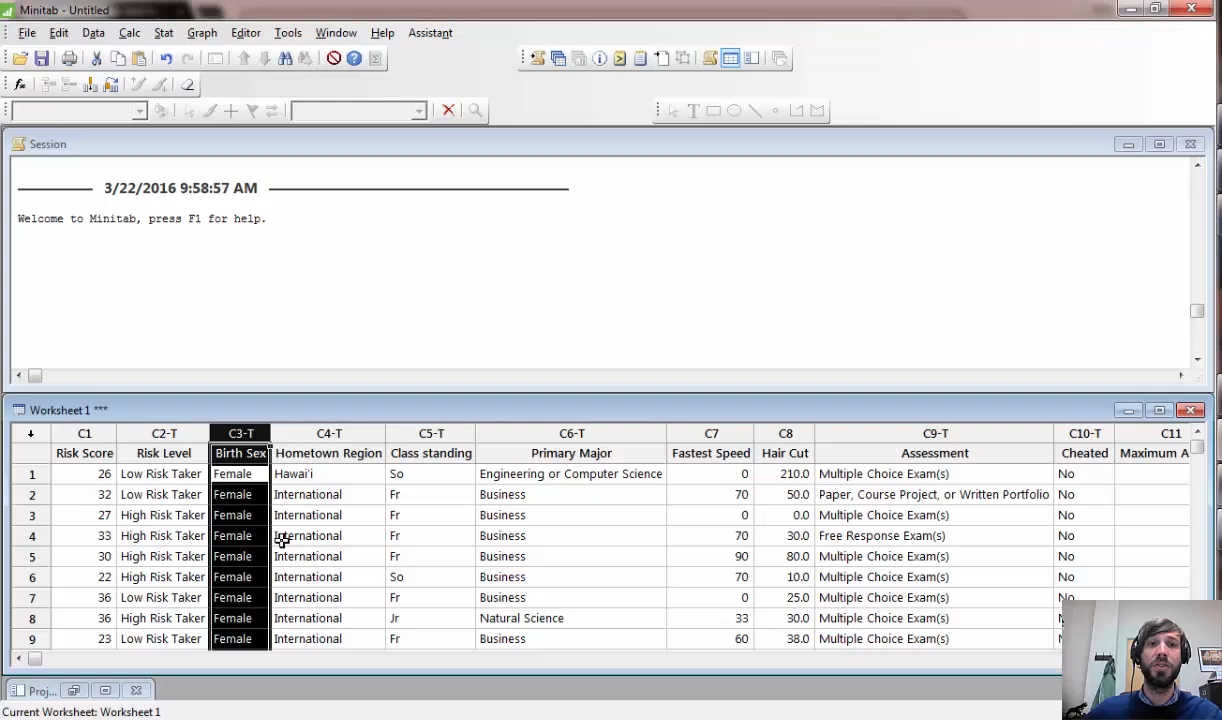 Minitab - Untitled
File Edit Data Calc Stat Graph Editor Tools Window Help Assistant
Session
3/22/2016 9:58:57 AM
Welcome to Minitab, press F1 for help.
Worksheet 1 ***
C1 C2-T C3-T C4-T C5-T C6-T C7 C8 C9-T C10-T C11
Risk Score Risk Level Birth Sex Hometown Region Class standing Primary Major Fastest Speed Hair Cut Assessment Cheated Maximum A
1 26 Low Risk Taker Female Hawai'i So Engineering or Computer Science 0 210.0 Multiple Choice Exam(s) No
2 32 Low Risk Taker Female International Fr Business 70 50.0 Paper, Course Project, or Written Portfolio No
3 27 High Risk Taker Female International Fr Business 0 0.0 Multiple Choice Exam(s) No
4 33 High Risk Taker Female International Fr Business 70 30.0 Free Response Exam(s) No
5 30 High Risk Taker Female International Fr Business 90 80.0 Multiple Choice Exam(s) No
6 22 High Risk Taker Female International So Business 70 10.0 Multiple Choice Exam(s) No
7 36 Low Risk Taker Female International Fr Business 0 25.0 Multiple Choice Exam(s) No
8 36 High Risk Taker Female International Jr Natural Science 33 30.0 Multiple Choice Exam(s)
9 23 Low Risk Taker Female International Fr Business 60 38.0 Multiple Choice Exam(s)
Proj...
Current Worksheet: Worksheet 1